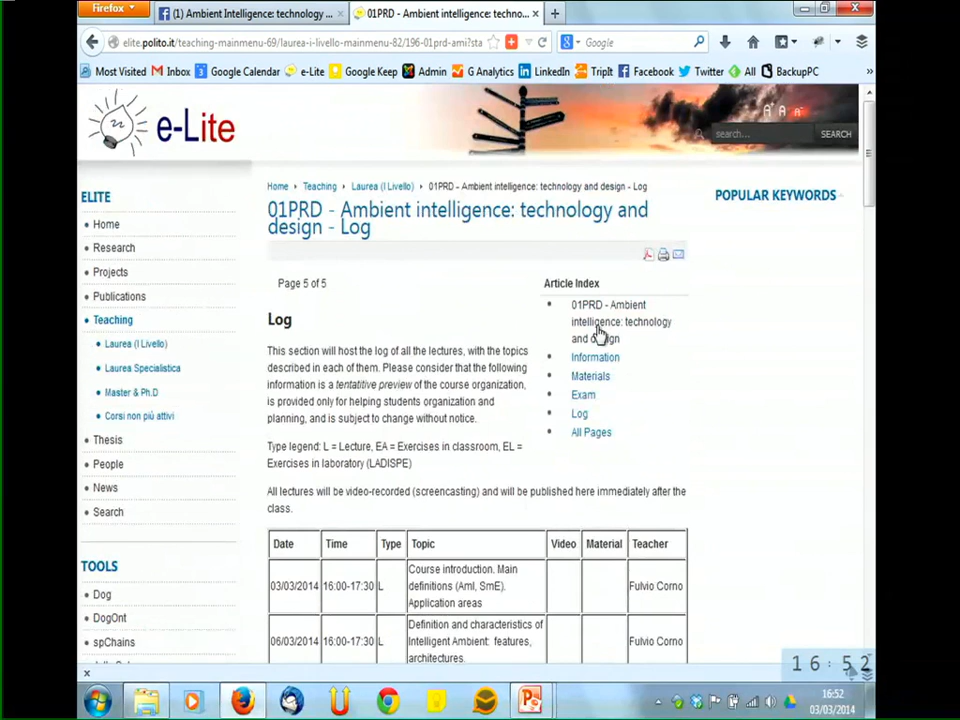 Firefox
(1) Ambient Intelligence: technology ...
01PRD - Ambient intelligence: techno...
elite.polito.it/teaching-mainmenu-69/laurea-i-livello-mainmenu-82/196-01prd-ami?sta
Google
Most Visited
Inbox
Google Calendar
e-Lite
Google Keep
Admin
G Analytics
LinkedIn
TripIt
Facebook
Twitter
All
BackupPC
e-Lite
A A A
search...
SEARCH
ELITE
Home
Research
Projects
Publications
Teaching
Laurea (I Livello)
Laurea Specialistica
Master & Ph.D
Corsi non più attivi
Thesis
People
News
Search
TOOLS
Dog
DogOnt
spChains
Home Teaching Laurea (I Livello) 01PRD - Ambient intelligence: technology and design - Log
01PRD - Ambient intelligence: technology and
design - Log
Page 5 of 5
Article Index
01PRD - Ambient
intelligence: technology
and design
Information
Materials
Exam
Log
All Pages
Log
This section will host the log of all the lectures, with the topics
described in each of them. Please consider that the following
information is a tentative preview of the course organization,
is provided only for helping students organization and
planning, and is subject to change without notice.
Type legend: L = Lecture, EA = Exercises in classroom, EL =
Exercises in laboratory (LADISPE)
All lectures will be video-recorded (screencasting) and will be published here immediately after the
class.
Date Time Type Topic Video Material Teacher
03/03/2014 16:00-17:30 L Course introduction. Main
definitions (AmI, SmE).
Application areas
Fulvio Corno
06/03/2014 16:00-17:30 L Definition and characteristics of
Intelligent Ambient: features,
architectures.
Fulvio Corno
POPULAR KEYWORDS
x
16:52
16:52
03/03/2014